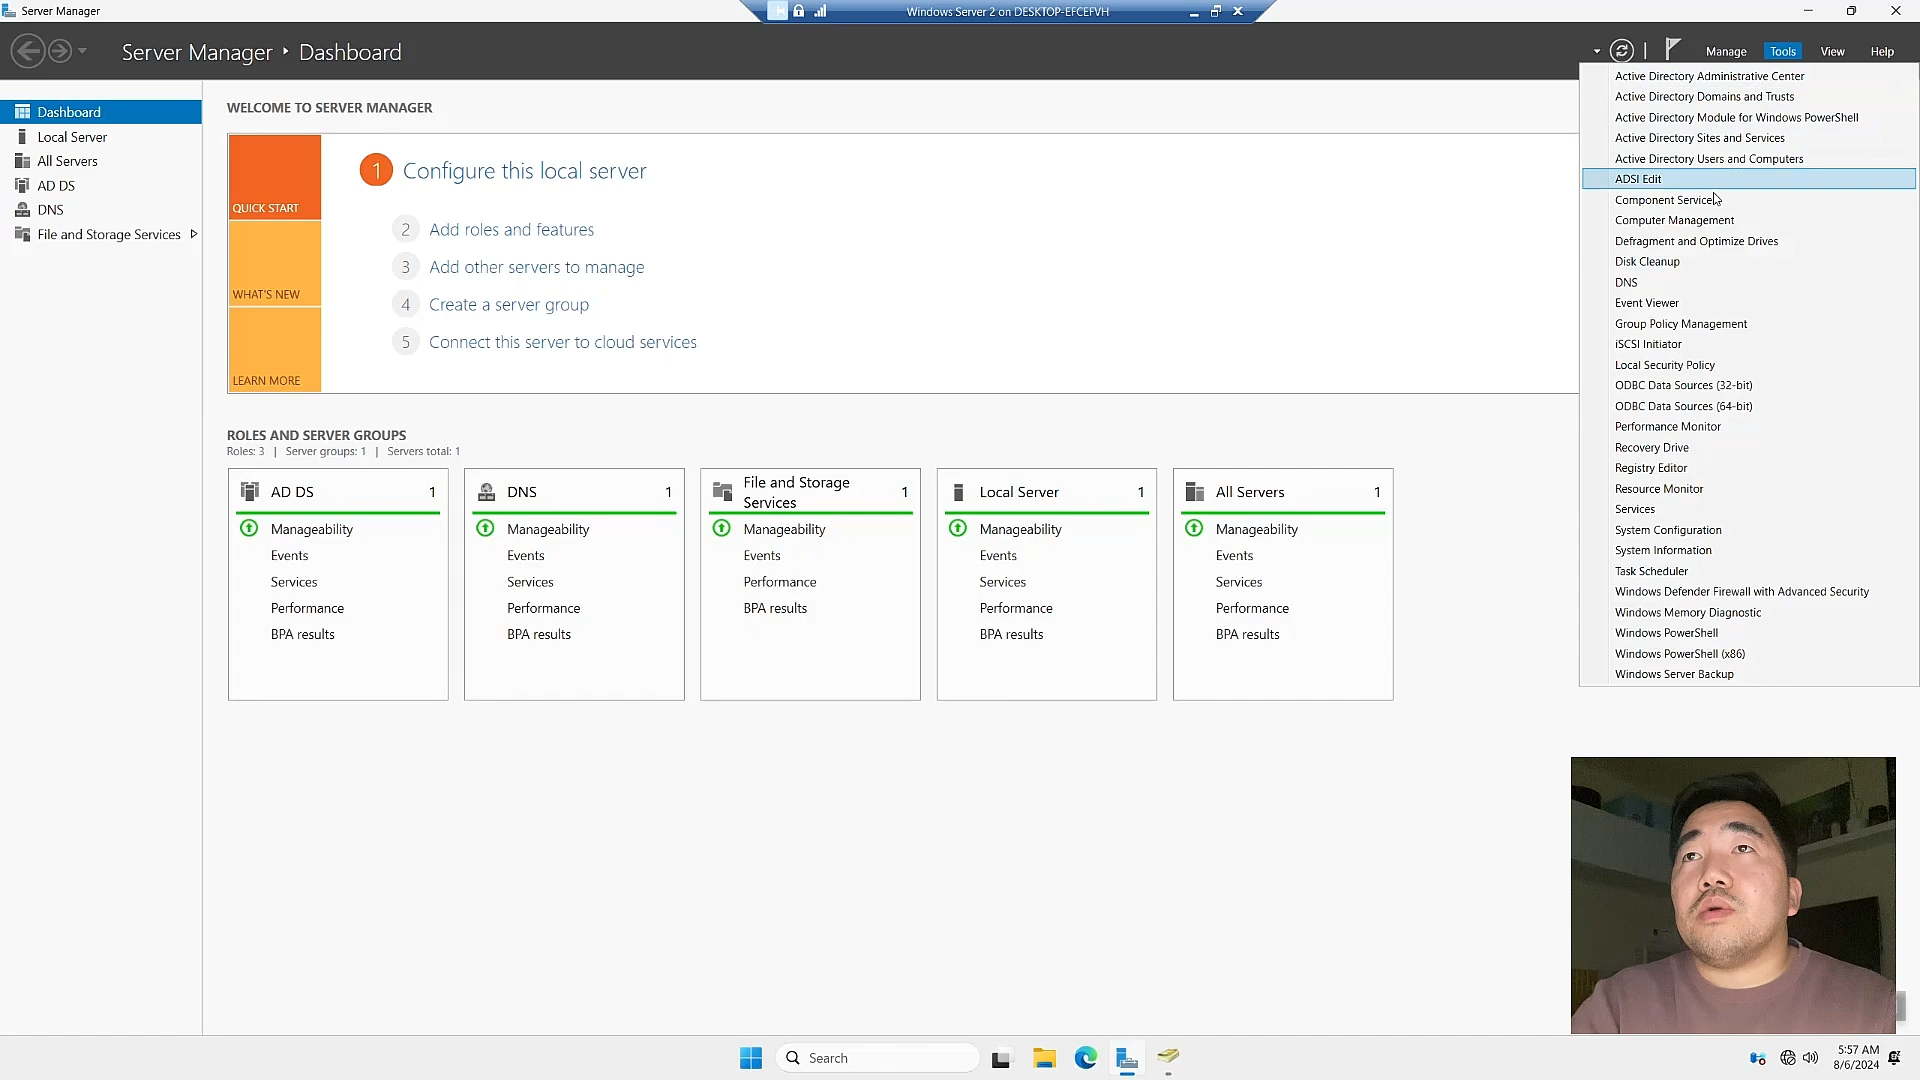 Server Manager
Windows Server 2 on DESKTOP-EFCEFVH
Server Manager ‣ Dashboard
Manage
Tools
View
Help
Dashboard
Local Server
All Servers
AD DS
DNS
File and Storage Services
WELCOME TO SERVER MANAGER
QUICK START
WHAT'S NEW
LEARN MORE
1 Configure this local server
2 Add roles and features
3 Add other servers to manage
4 Create a server group
5 Connect this server to cloud services
ROLES AND SERVER GROUPS
Roles: 3 | Server groups: 1 | Servers total: 1
AD DS 1
Manageability
Events
Services
Performance
BPA results
DNS 1
Manageability
Events
Services
Performance
BPA results
File and Storage
Services
1
Manageability
Events
Performance
BPA results
Local Server 1
Manageability
Events
Services
Performance
BPA results
All Servers 1
Manageability
Events
Services
Performance
BPA results
Active Directory Administrative Center
Active Directory Domains and Trusts
Active Directory Module for Windows PowerShell
Active Directory Sites and Services
Active Directory Users and Computers
ADSI Edit
Component Services
Computer Management
Defragment and Optimize Drives
Disk Cleanup
DNS
Event Viewer
Group Policy Management
iSCSI Initiator
Local Security Policy
ODBC Data Sources (32-bit)
ODBC Data Sources (64-bit)
Performance Monitor
Recovery Drive
Registry Editor
Resource Monitor
Services
System Configuration
System Information
Task Scheduler
Windows Defender Firewall with Advanced Security
Windows Memory Diagnostic
Windows PowerShell
Windows PowerShell (x86)
Windows Server Backup
Search
5:57 AM
8/6/2024